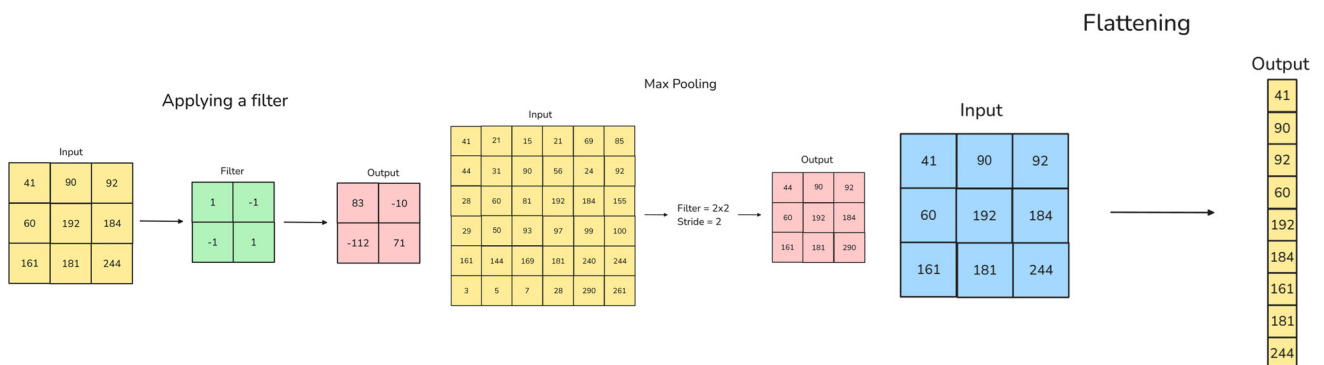 Applying a filter
Input
41 90 92
60 192 184
161 181 244
Filter
1 -1
-1 1
Output
83 -10
-112 71
Max Pooling
Input
41 21 15 21 69 85
44 31 90 56 24 92
28 60 81 192 184 155
29 50 93 97 99 100
161 144 169 181 240 244
3 5 7 28 290 261
Filter = 2x2
Stride = 2
Output
44 90 92
60 192 184
161 181 290
Flattening
Input
41 90 92
60 192 184
161 181 244
Output
41
90
92
60
192
184
161
181
244